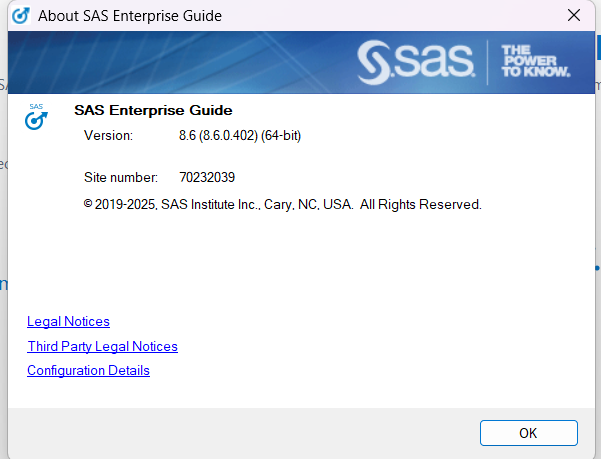 About SAS Enterprise Guide
sas
THE
POWER
TO KNOW.
SAS
SAS Enterprise Guide
Version: 8.6 (8.6.0.402) (64-bit)
Site number: 70232039
© 2019-2025, SAS Institute Inc., Cary, NC, USA. All Rights Reserved.
Legal Notices
Third Party Legal Notices
Configuration Details
OK